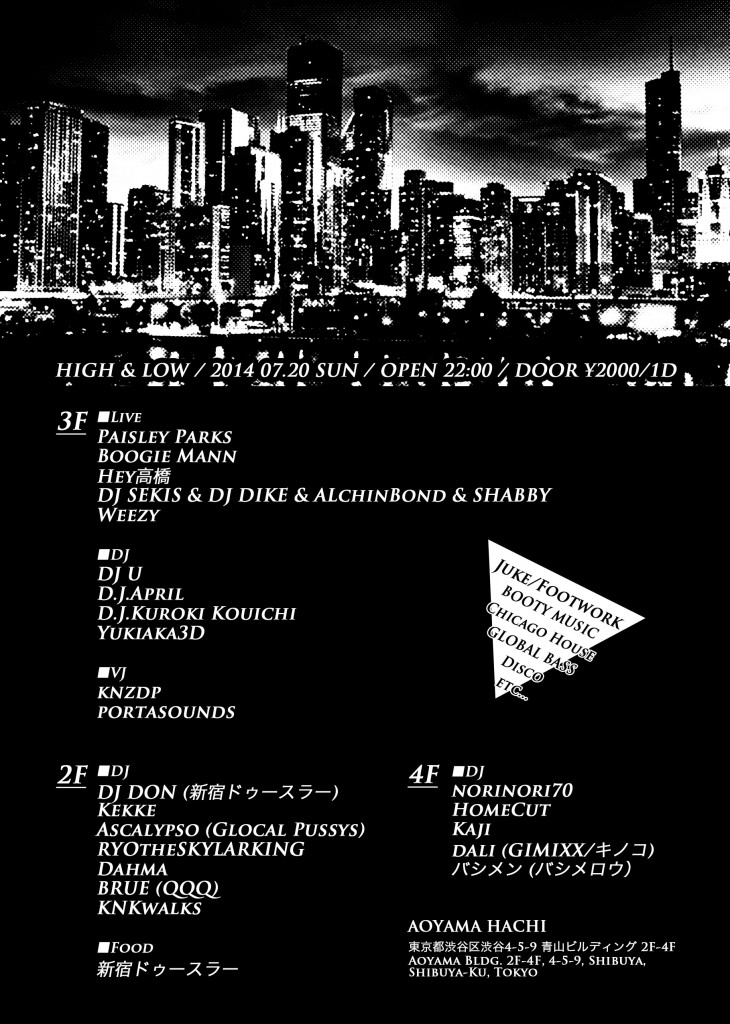 HIGH & LOW / 2014 07.20 SUN / OPEN 22:00 / DOOR ¥2000/1D
3F
■Live
Paisley Parks
Boogie Mann
Hey高橋
DJ SEKIS & DJ DIKE & ALchinBond & SHABBY
Weezy
■DJ
DJ U
D.J.April
D.J.Kuroki Kouichi
Yukiaka3D
■VJ
knzdp
portasounds
Juke/Footwork
Booty Music
Chicago House
Global Bass
Disco
etc...
2F
■DJ
DJ DON (新宿ドゥースラー)
Kekke
Ascalypso (Glocal Pussys)
RYOtheSKYLARKING
Dahma
BRUE (QQQ)
KNKwalks
■Food
新宿ドゥースラー
4F
■DJ
norinori70
HomeCut
Kaji
dali (GIMIXX/キノコ)
バシメン (バシメロウ)
AOYAMA HACHI
東京都渋谷区渋谷4-5-9 青山ビルディング 2F-4F
Aoyama Bldg. 2F-4F, 4-5-9, Shibuya,
Shibuya-Ku, Tokyo